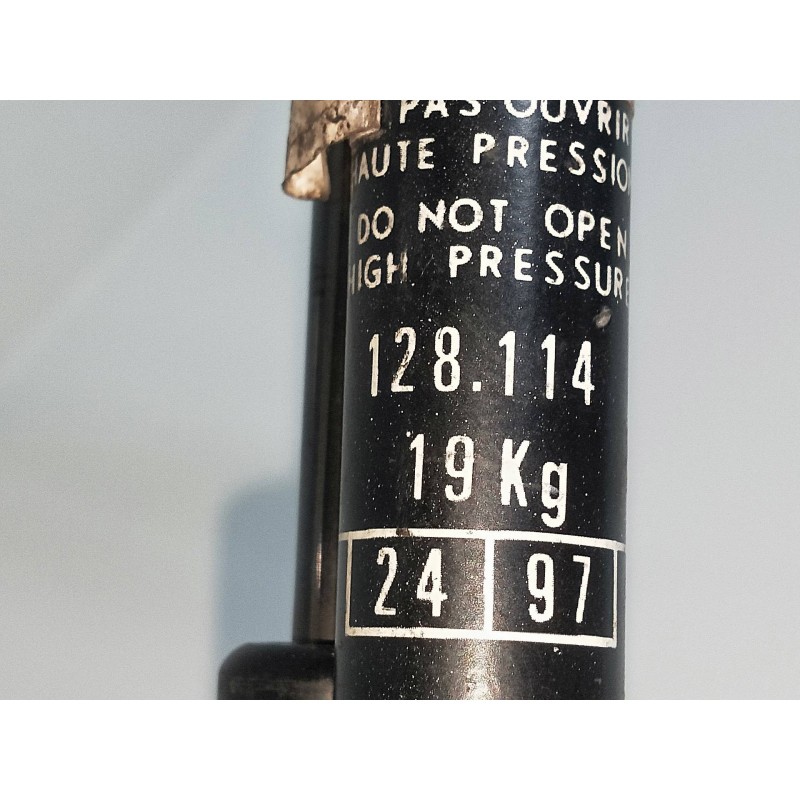 PAS OUVRIR
HAUTE PRESSION
DO NOT OPEN
HIGH PRESSURE
128.114
19 Kg
24 97